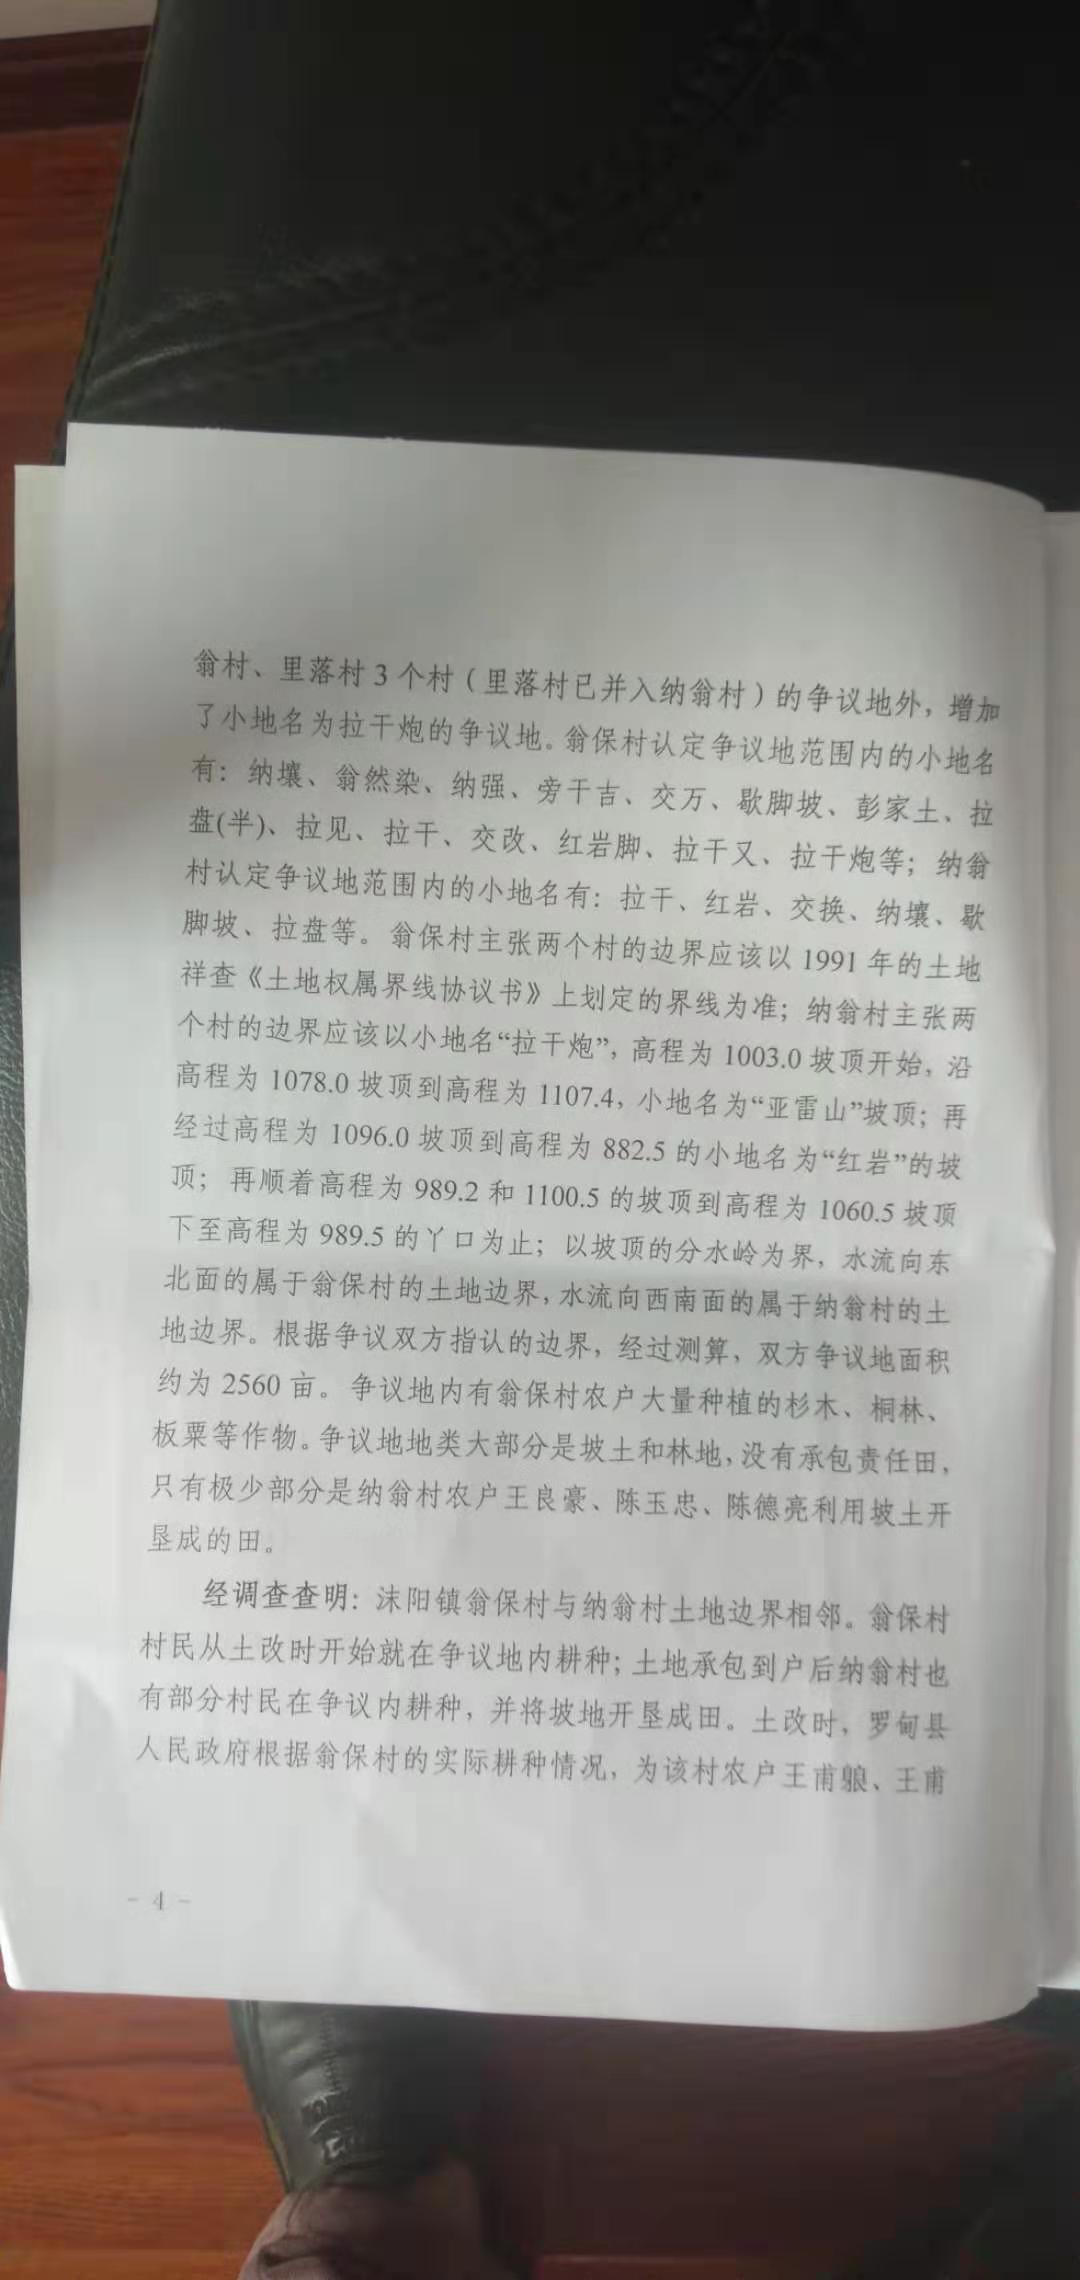 翁村、里落村 3 个村（里落村已并入纳翁村）的争议地外，增加
了小地名为拉干炮的争议地。翁保村认定争议地范围内的小地名
有：纳壤、翁然染、纳强、旁干吉、交万、歇脚坡、彭家土、拉
盘(半)、拉见、拉干、交改、红岩脚、拉干又、拉干炮等；纳翁
村认定争议地范围内的小地名有：拉干、红岩、交换、纳壤、歇
脚坡、拉盘等。翁保村主张两个村的边界应该以 1991 年的土地
祥查《土地权属界线协议书》上划定的界线为准；纳翁村主张两
个村的边界应该以小地名“拉干炮”，高程为 1003.0 坡顶开始，沿
高程为 1078.0 坡顶到高程为 1107.4，小地名为“亚雷山”坡顶；再
经过高程为 1096.0 坡顶到高程为 882.5 的小地名为“红岩”的坡
顶；再顺着高程为 989.2 和 1100.5 的坡顶到高程为 1060.5 坡顶
下至高程为 989.5 的丫口为止；以坡顶的分水岭为界，水流向东
北面的属于翁保村的土地边界，水流向西南面的属于纳翁村的土
地边界。根据争议双方指认的边界，经过测算，双方争议地面积
约为 2560 亩。争议地内有翁保村农户大量种植的杉木、桐林、
板粟等作物。争议地地类大部分是坡土和林地，没有承包责任田，
只有极少部分是纳翁村农户王良豪、陈玉忠、陈德亮利用坡土开
垦成的田。
经调查查明：沫阳镇翁保村与纳翁村土地边界相邻。翁保村
村民从土改时开始就在争议地内耕种；土地承包到户后纳翁村也
有部分村民在争议内耕种，并将坡地开垦成田。土改时，罗甸县
人民政府根据翁保村的实际耕种情况，为该村农户王甫躴、王甫
- 4 -